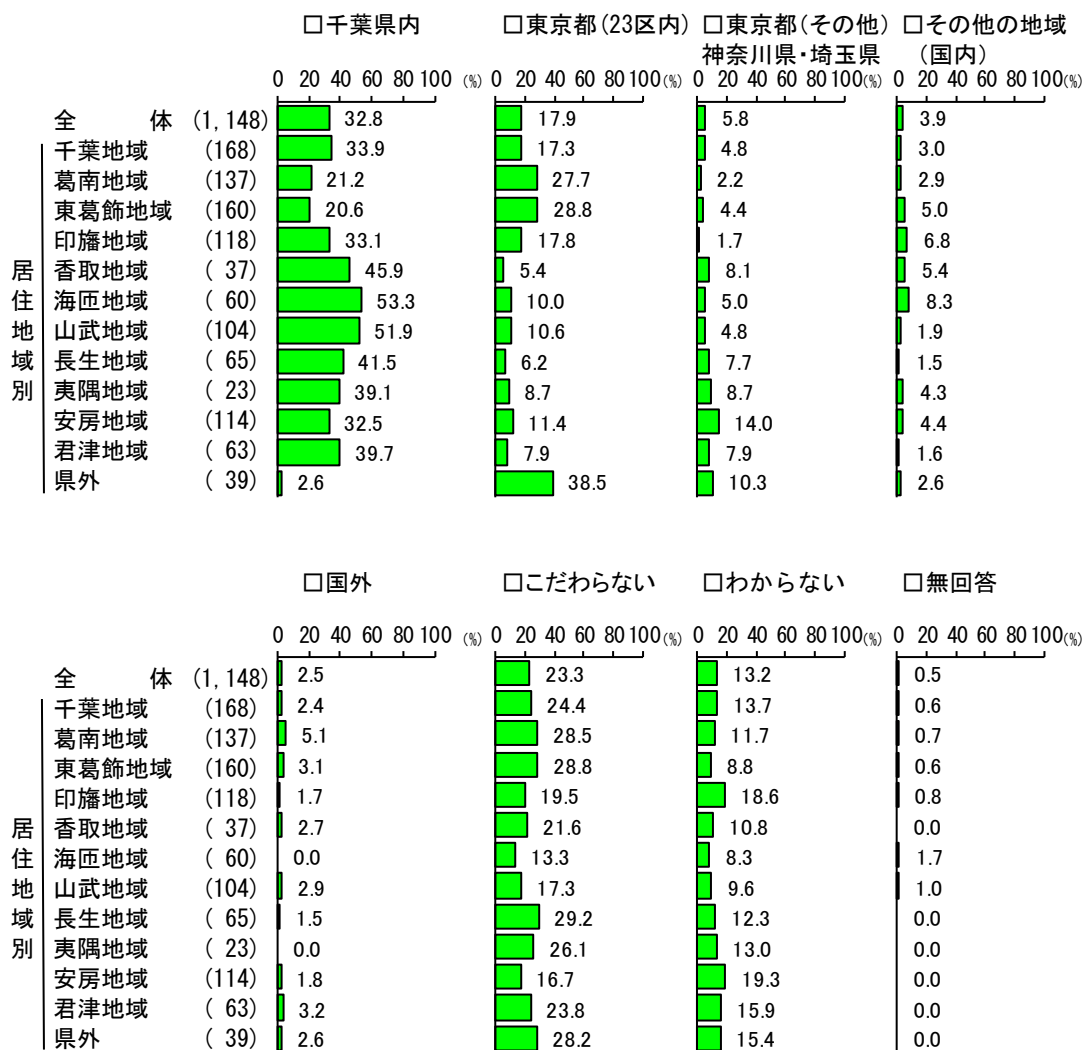 □千葉県内 □東京都(23区内) □東京都(その他) □その他の地域
神奈川県・埼玉県 (国内)
0 20 40 60 80 100 (%) 0 20 40 60 80 100(%) 0 20 40 60 80 100(%) 0 20 40 60 80 100(%)
全 体 (1,148) 32.8 17.9 5.8 3.9
千葉地域 (168) 33.9 17.3 4.8 3.0
葛南地域 (137) 21.2 27.7 2.2 2.9
東葛飾地域 (160) 20.6 28.8 4.4 5.0
印旛地域 (118) 33.1 17.8 1.7 6.8
居 香取地域 ( 37) 45.9 5.4 8.1 5.4
住 海匝地域 ( 60) 53.3 10.0 5.0 8.3
地 山武地域 (104) 51.9 10.6 4.8 1.9
域 長生地域 ( 65) 41.5 6.2 7.7 1.5
別 夷隅地域 ( 23) 39.1 8.7 8.7 4.3
安房地域 (114) 32.5 11.4 14.0 4.4
君津地域 ( 63) 39.7 7.9 7.9 1.6
県外 ( 39) 2.6 38.5 10.3 2.6
□国外 □こだわらない □わからない □無回答
0 20 40 60 80 100 (%) 0 20 40 60 80 100(%) 0 20 40 60 80 100(%) 0 20 40 60 80 100(%)
全 体 (1,148) 2.5 23.3 13.2 0.5
千葉地域 (168) 2.4 24.4 13.7 0.6
葛南地域 (137) 5.1 28.5 11.7 0.7
東葛飾地域 (160) 3.1 28.8 8.8 0.6
印旛地域 (118) 1.7 19.5 18.6 0.8
居 香取地域 ( 37) 2.7 21.6 10.8 0.0
住 海匝地域 ( 60) 0.0 13.3 8.3 1.7
地 山武地域 (104) 2.9 17.3 9.6 1.0
域 長生地域 ( 65) 1.5 29.2 12.3 0.0
別 夷隅地域 ( 23) 0.0 26.1 13.0 0.0
安房地域 (114) 1.8 16.7 19.3 0.0
君津地域 ( 63) 3.2 23.8 15.9 0.0
県外 ( 39) 2.6 28.2 15.4 0.0